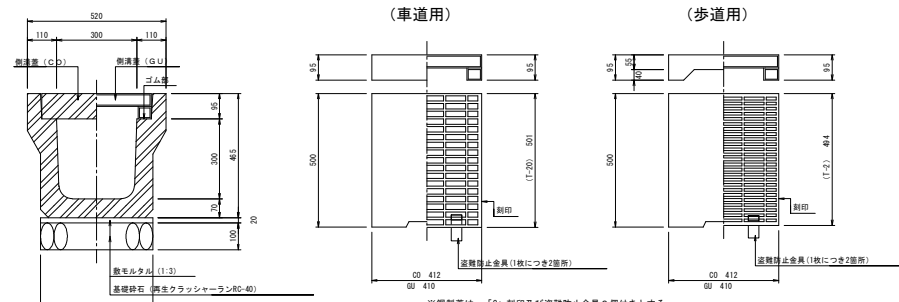 (車道用)
(歩道用)
520
110
300
110
側溝蓋(CO)
側溝蓋(GU)
ゴム部
95
300
465
70
20
100
敷モルタル(1:3)
基礎砕石(再生クラッシャーランRC-40)
95
95
500
(T-20) 501
刻印
盗難防止金具(1枚につき2箇所)
CO 412
GU 410
95
55
40
95
500
(T-2) 494
刻印
盗難防止金具(1枚につき2箇所)
CO 412
GU 410